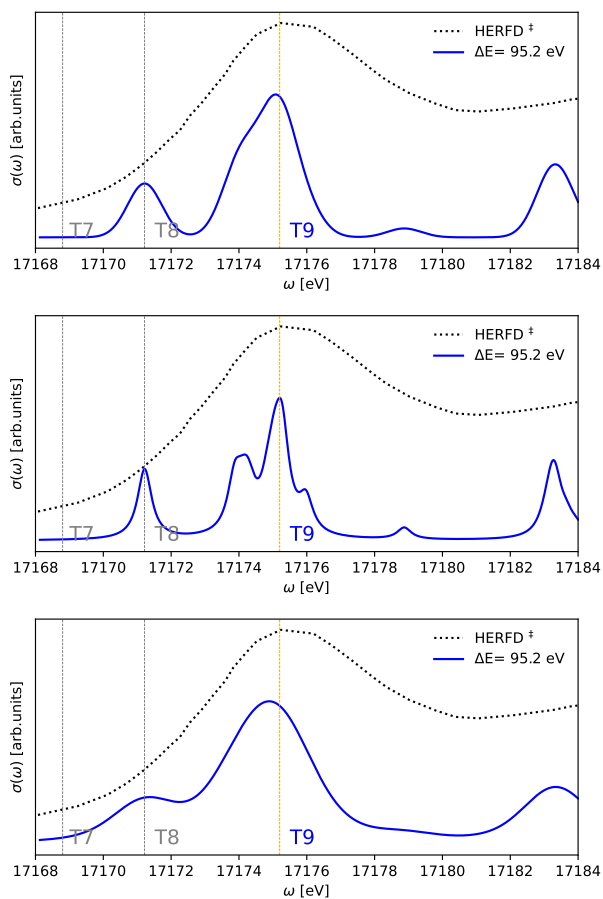 HERFD ‡
ΔE= 95.2 eV
σ(ω) [arb.units]
T7 T8 T9
17168 17170 17172 17174 17176 17178 17180 17182 17184
ω [eV]
HERFD ‡
ΔE= 95.2 eV
σ(ω) [arb.units]
T7 T8 T9
17168 17170 17172 17174 17176 17178 17180 17182 17184
ω [eV]
HERFD ‡
ΔE= 95.2 eV
σ(ω) [arb.units]
T7 T8 T9
17168 17170 17172 17174 17176 17178 17180 17182 17184
ω [eV]